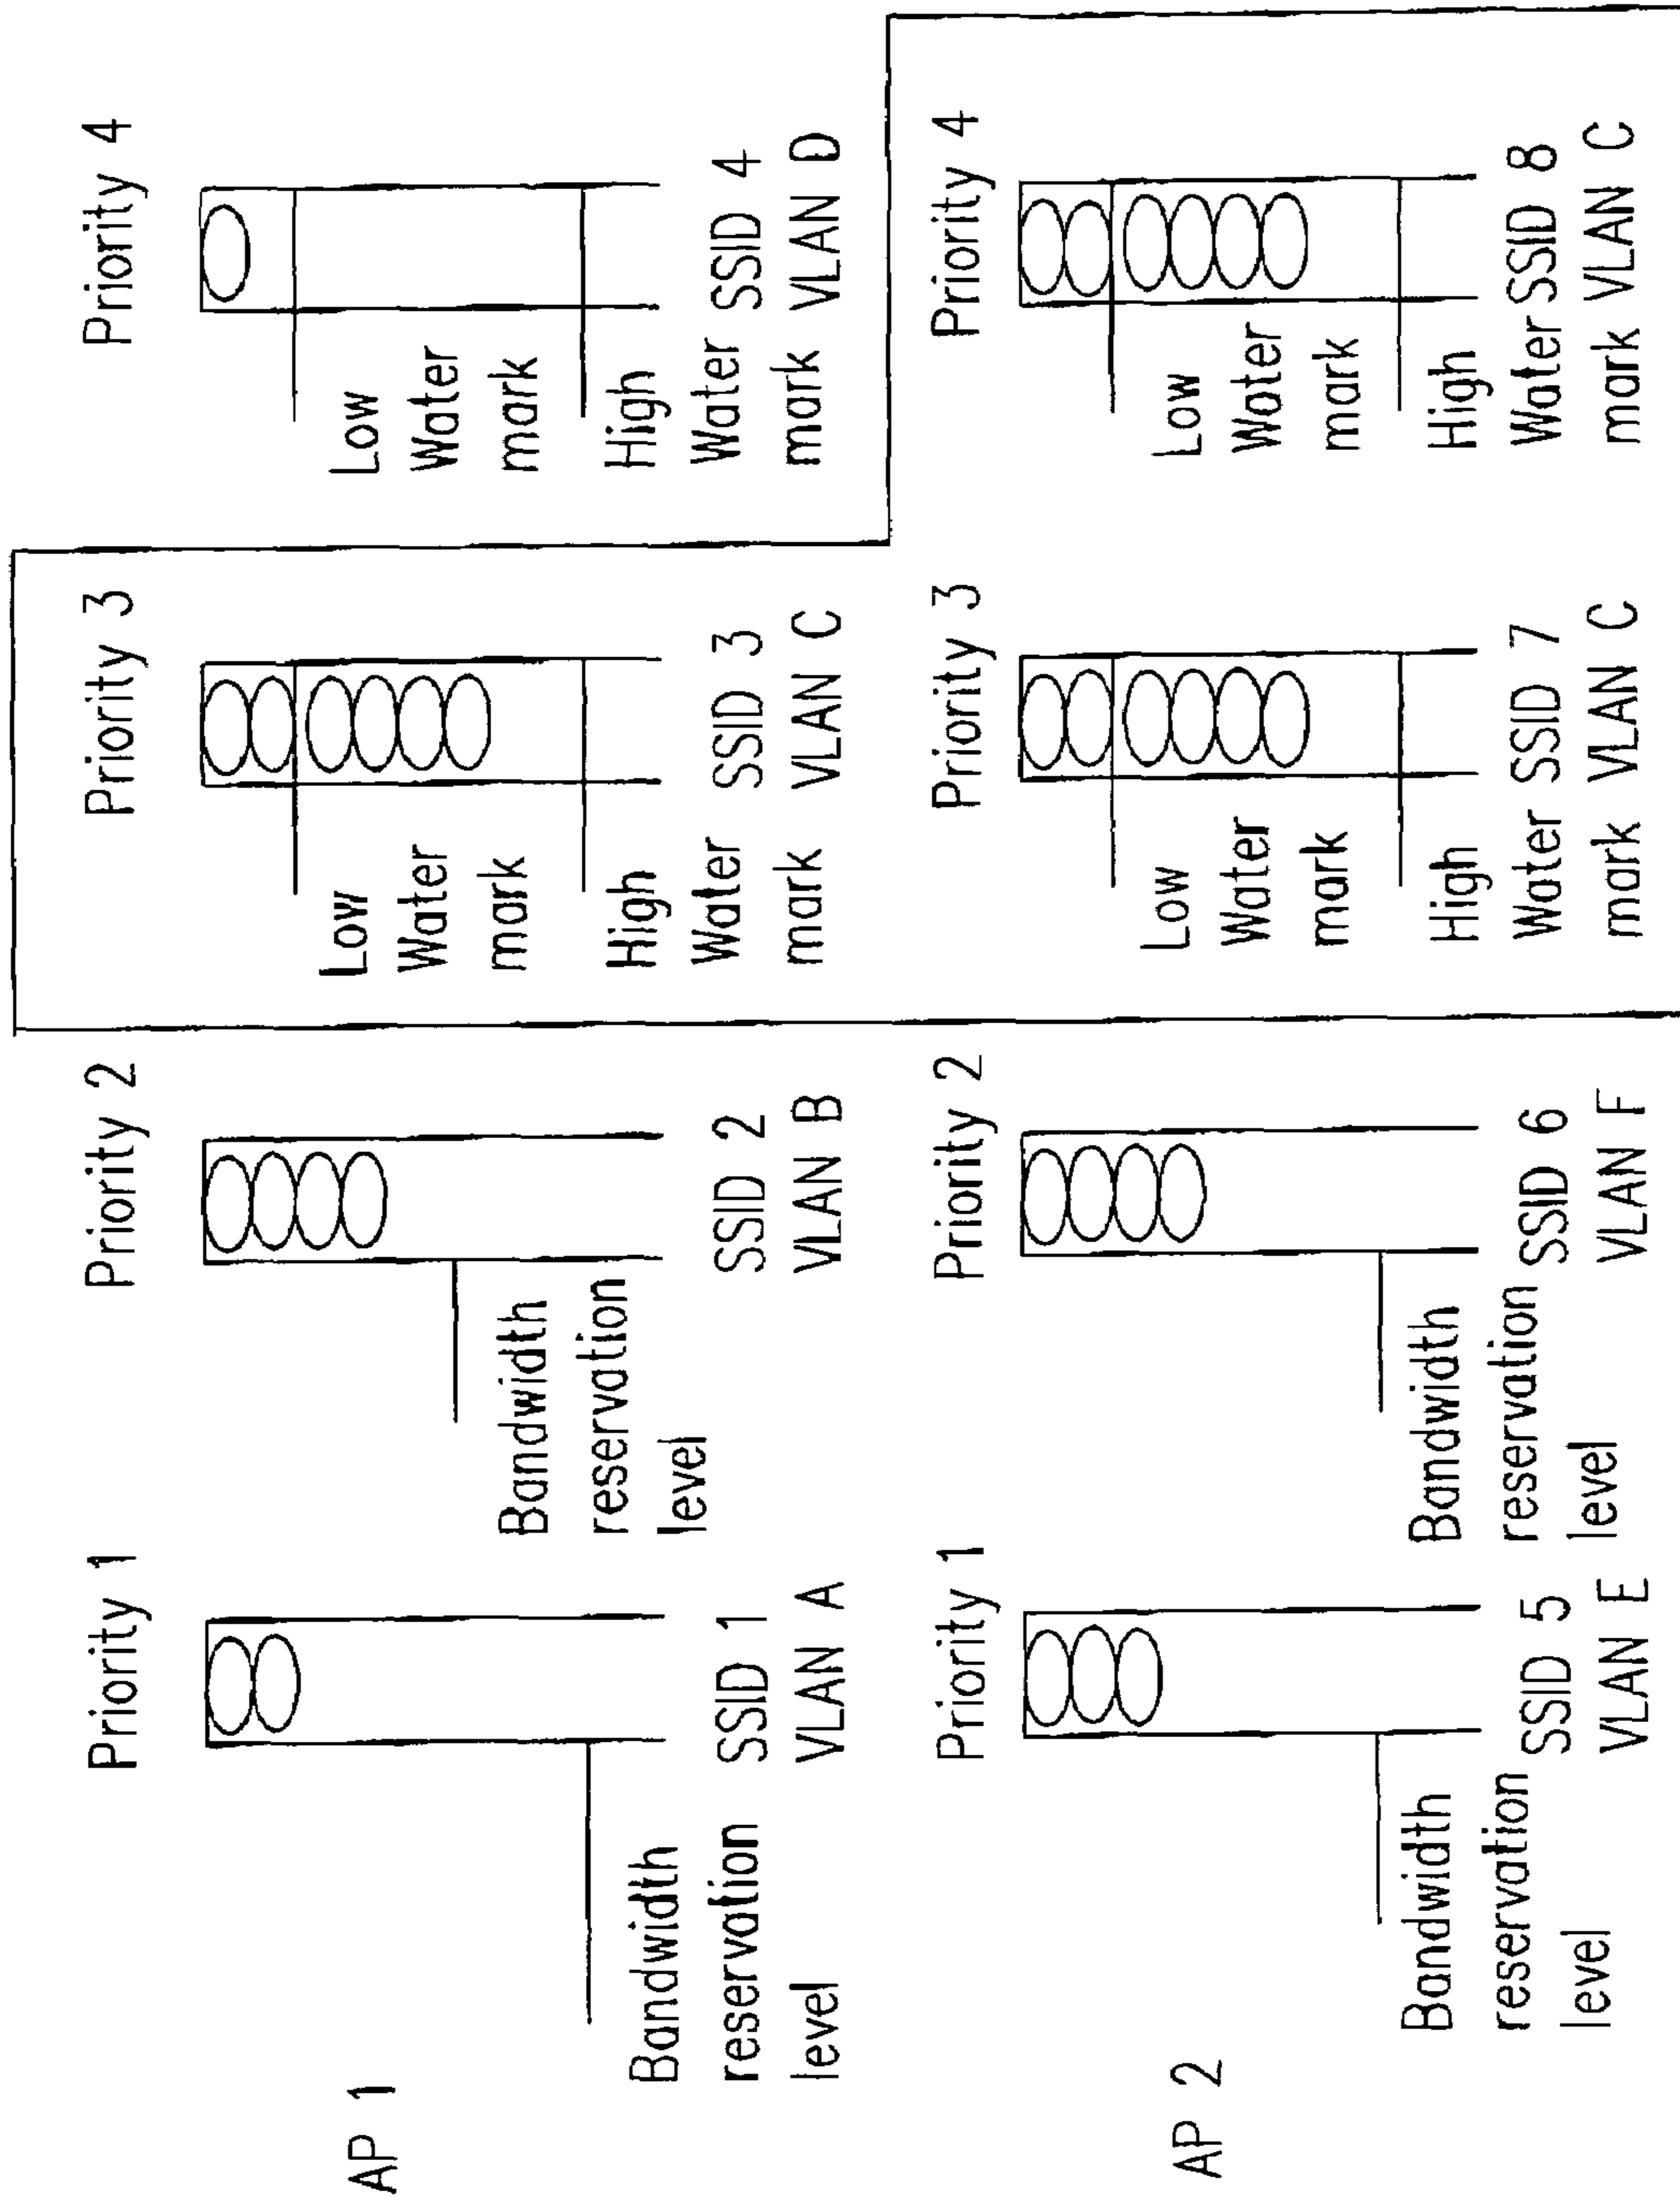 Priority 1
Priority 2
Priority 3
Priority 4
AP 1
Bandwidth
reservation
level
SSID 1
VLAN A
Bandwidth
reservation
level
SSID 2
VLAN B
Low
Water
mark
High
Water
mark
SSID 3
VLAN C
Low
Water
mark
High
Water
mark
SSID 4
VLAN D
Priority 1
Priority 2
Priority 3
Priority 4
AP 2
Bandwidth
reservation
level
SSID 5
VLAN E
Bandwidth
reservation
level
SSID 6
VLAN F
Low
Water
mark
High
Water
mark
SSID 7
VLAN C
Low
Water
mark
High
Water
mark
SSID 8
VLAN C